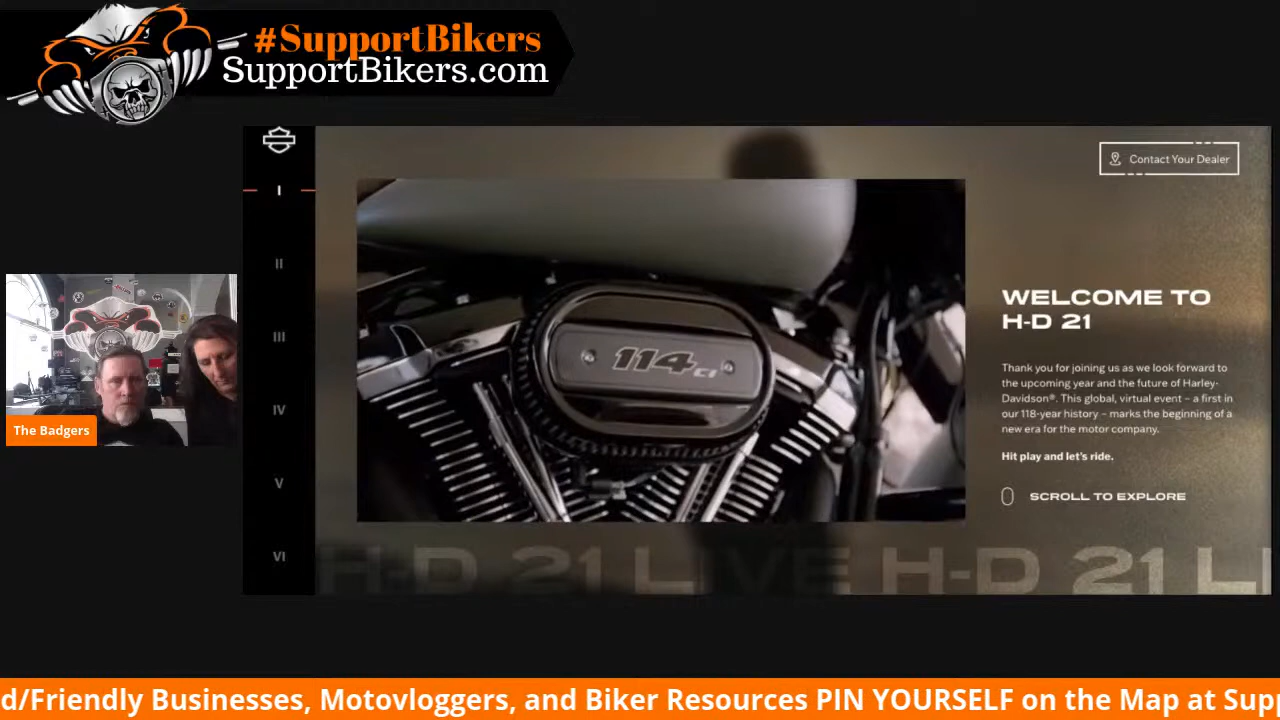 #SupportBikers
SupportBikers.com
I
II
III
IV
V
VI
Contact Your Dealer
114CI
WELCOME TO
H-D 21
Thank you for joining us as we look forward to
the upcoming year and the future of Harley-
Davidson®. This global, virtual event – a first in
our 118-year history – marks the beginning of a
new era for the motor company.
Hit play and let's ride.
SCROLL TO EXPLORE
H-D 21 LIVE H-D 21 LI
The Badgers
d/Friendly Businesses, Motovloggers, and Biker Resources PIN YOURSELF on the Map at Supp